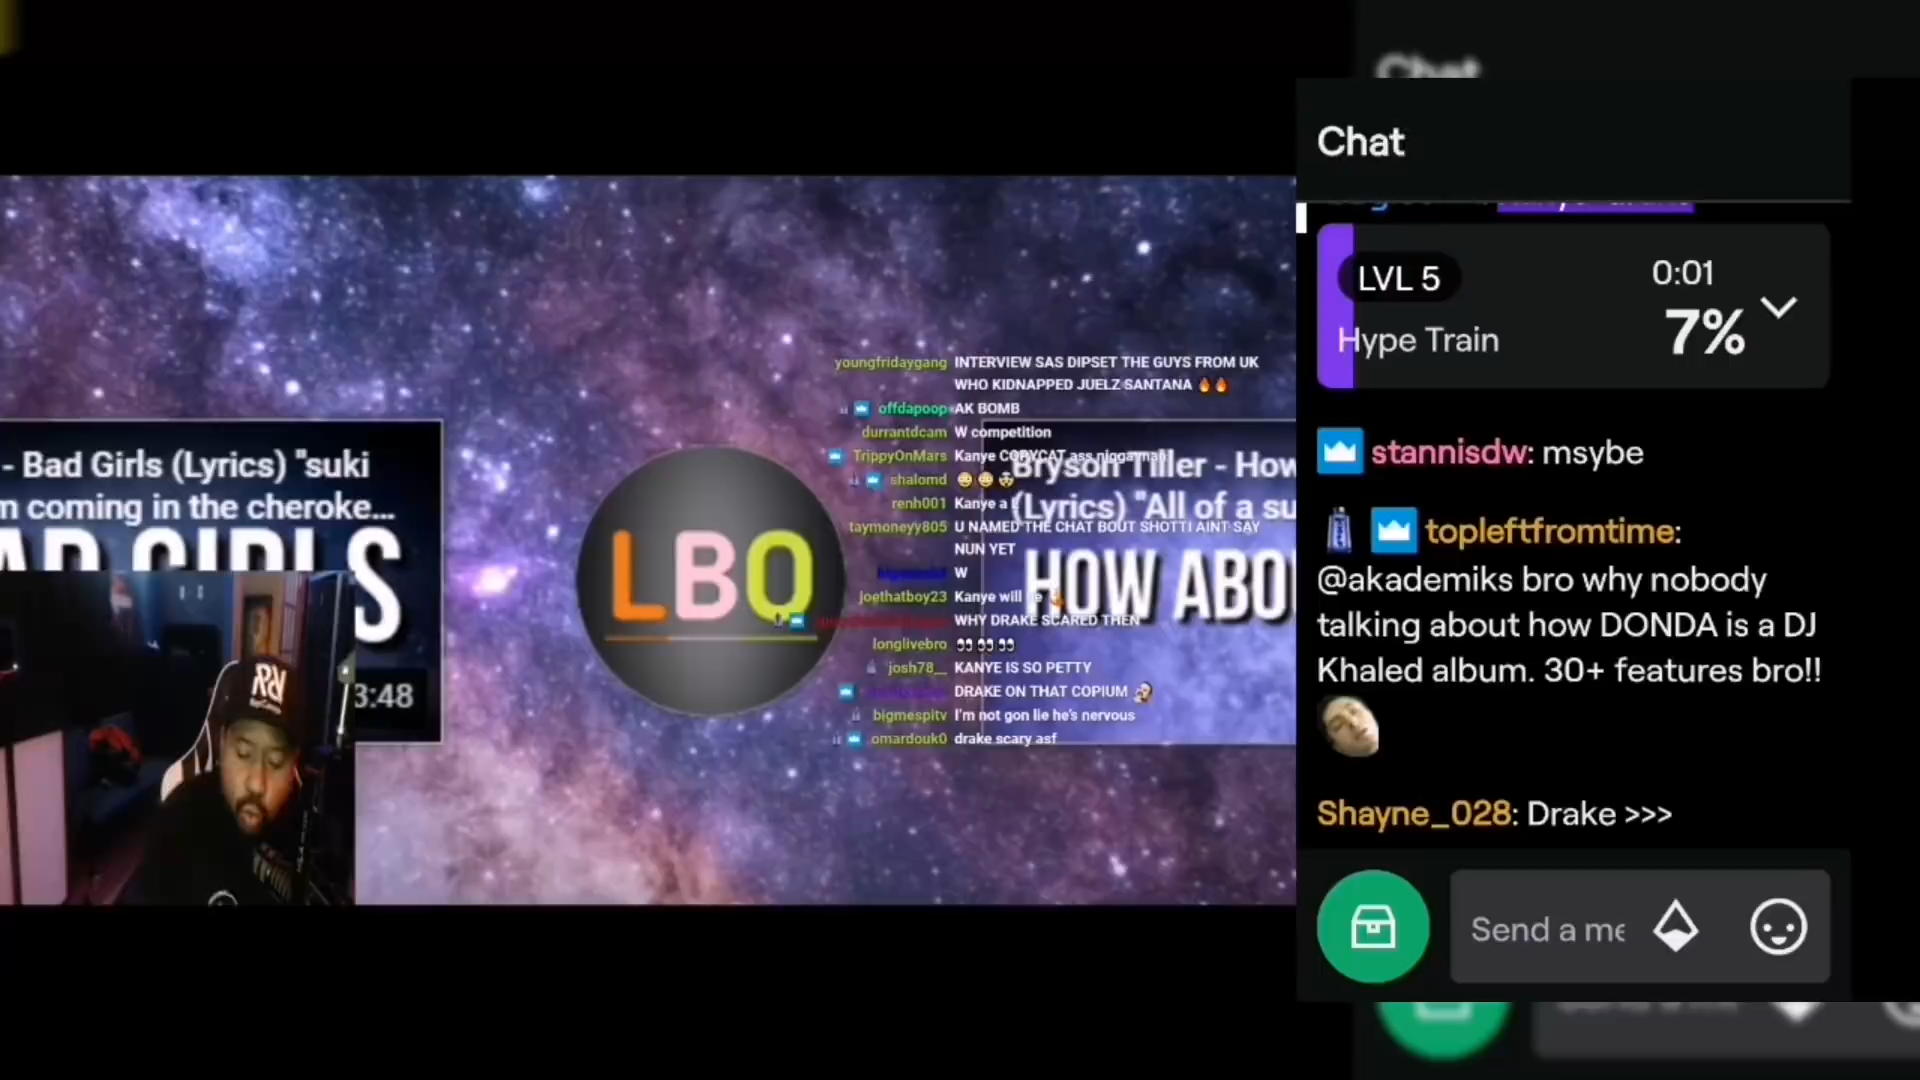 Chat
LVL 5
0:01
Hype Train
7%
stannisdw: msybe
topleftfromtime:
@akademiks bro why nobody
talking about how DONDA is a DJ
Khaled album. 30+ features bro!!
Shayne_028: Drake >>>
Send a me
- Bad Girls (Lyrics) "suki
m coming in the cheroke...
3:48
LBO
Bryson Tiller - How
(Lyrics) "All of a su
HOW ABO
youngfridaygang INTERVIEW SAS DIPSET THE GUYS FROM UK
WHO KIDNAPPED JUELZ SANTANA
offdapoop AK BOMB
durrantdcam W competition
TrippyOnMars Kanye COPYCAT ass
shalomd
renh001 Kanye a
taymoneyy805 U NAMED THE CHAT BOUT SHOTTI AINT SAY
NUN YET
W
joethatboy23 Kanye will
WHY DRAKE SCARED THEN
longlivebro
josh78__ KANYE IS SO PETTY
DRAKE ON THAT COPIUM
bigmespitv I'm not gon lie he's nervous
omardouk0 drake scary asf